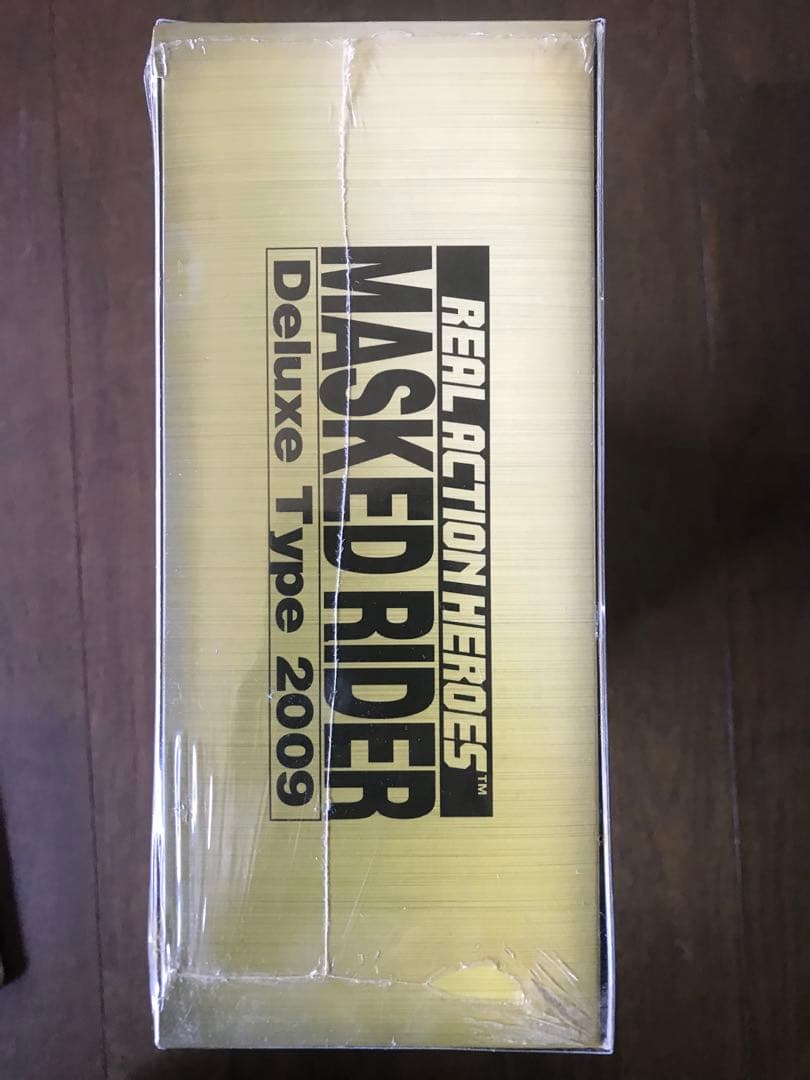 REAL ACTION HEROES™
MASKED RIDER
Deluxe Type 2009